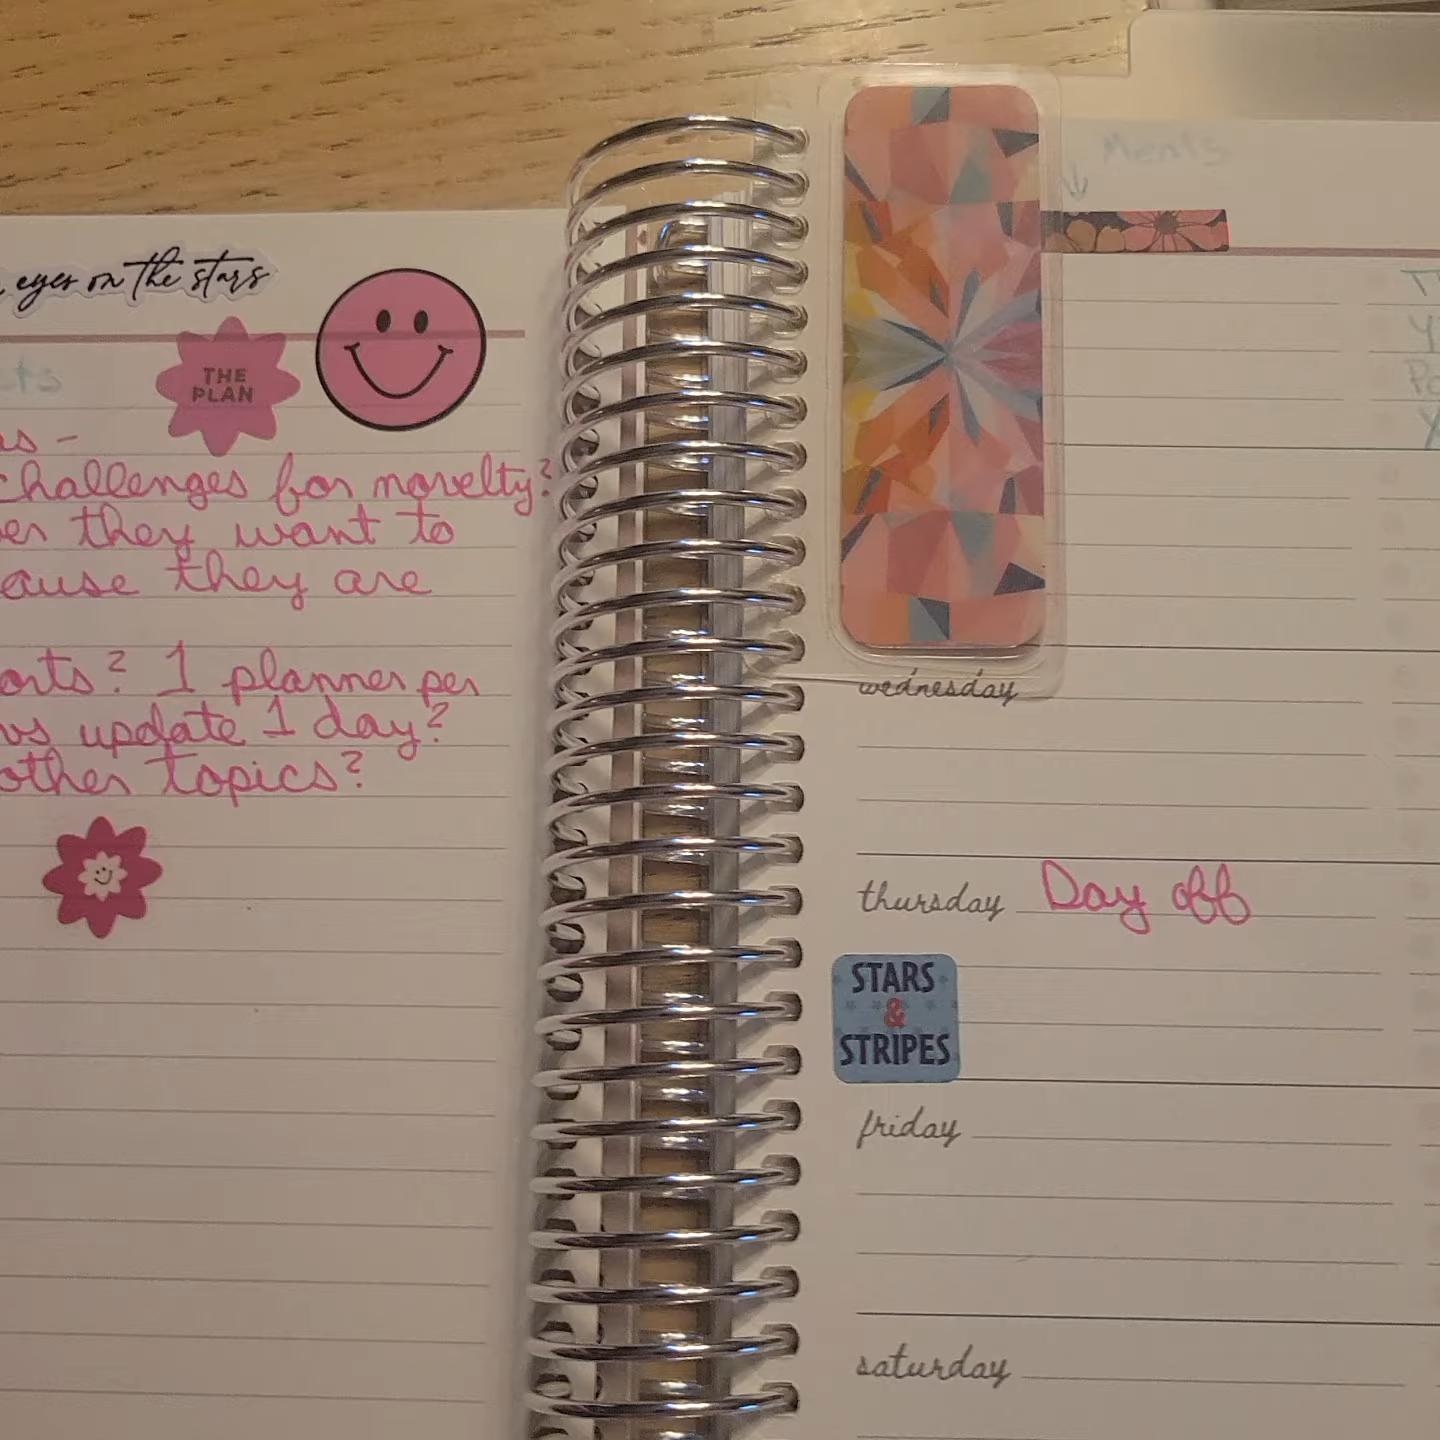 eyes on the stars
THE
PLAN
challenges for novelty?
they want to
they are
? 1 planner per
update 1 day?
other topics?
Ments
wednesday
thursday Day off
STARS
&
STRIPES
friday
saturday